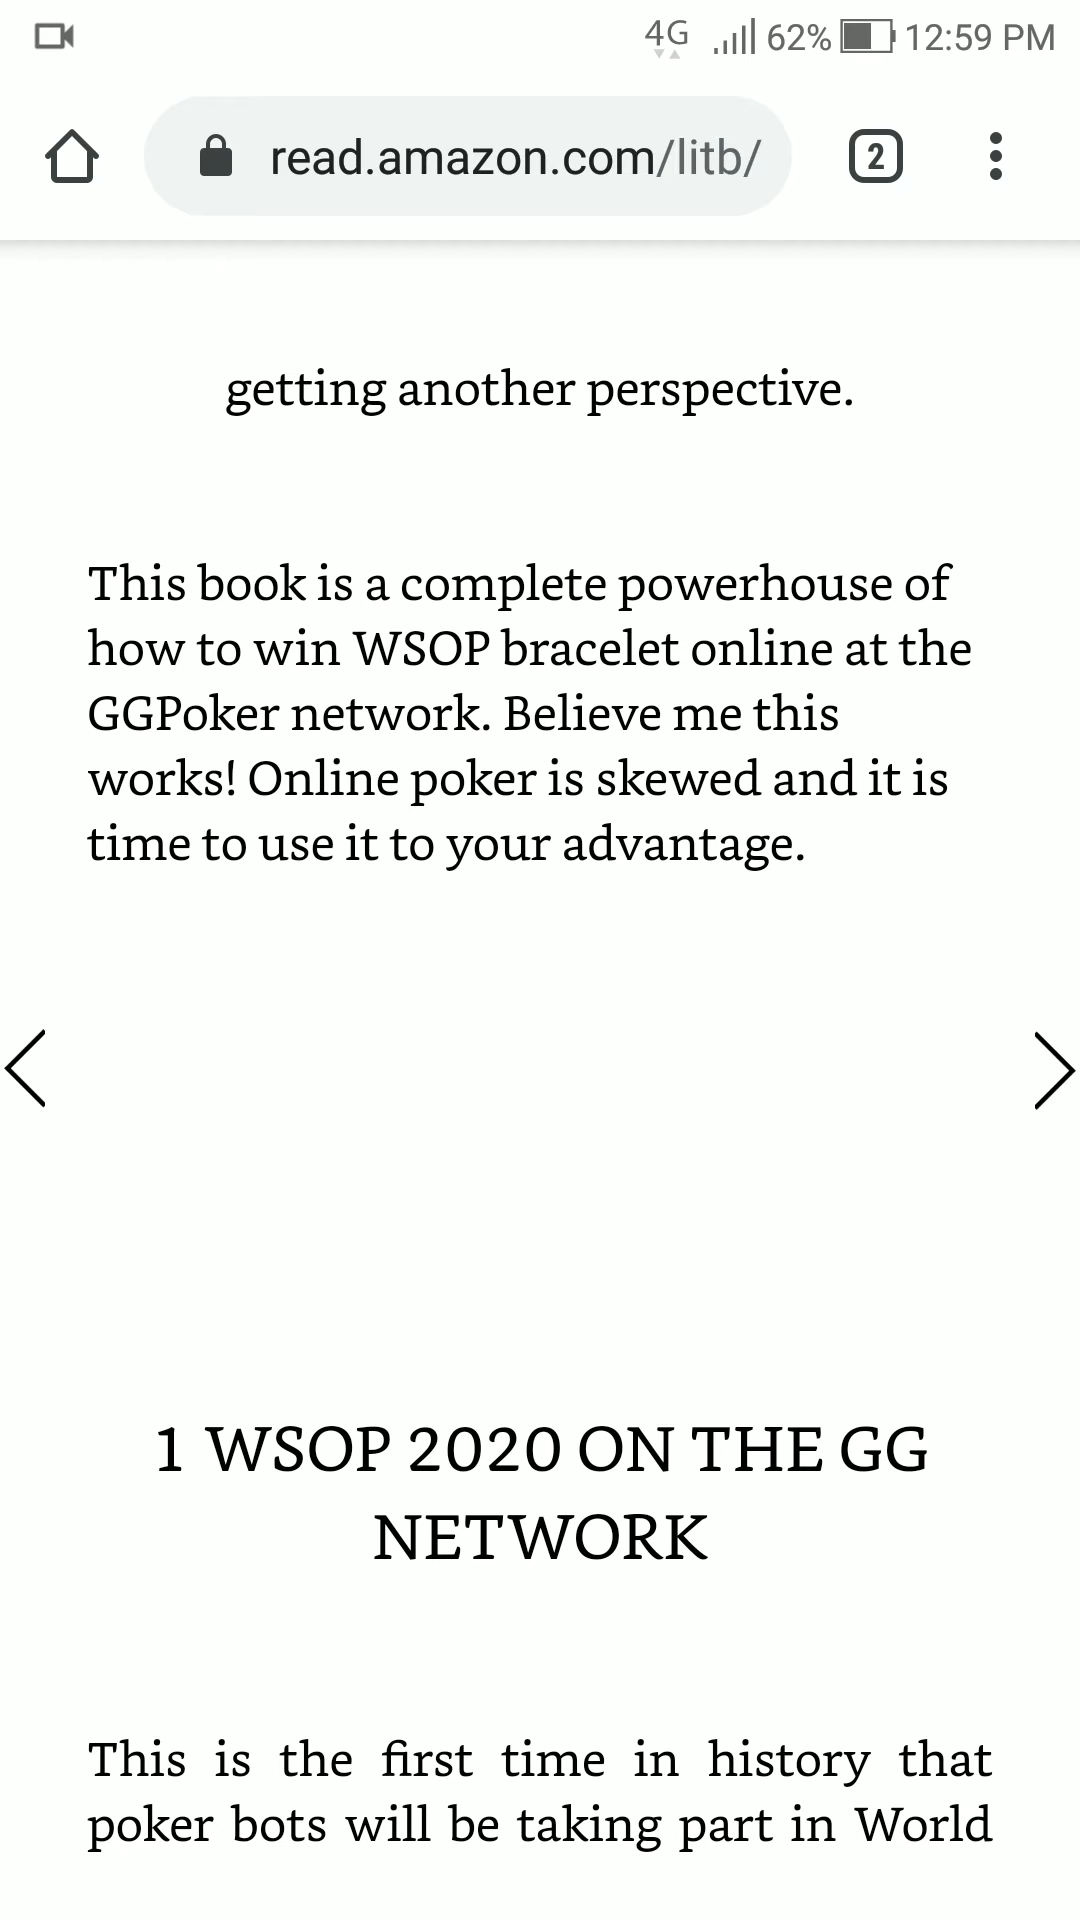 4G 62% 12:59 PM
read.amazon.com/litb/ 2
getting another perspective.
This book is a complete powerhouse of
how to win WSOP bracelet online at the
GGPoker network. Believe me this
works! Online poker is skewed and it is
time to use it to your advantage.
1 WSOP 2020 ON THE GG
NETWORK
This is the first time in history that
poker bots will be taking part in World